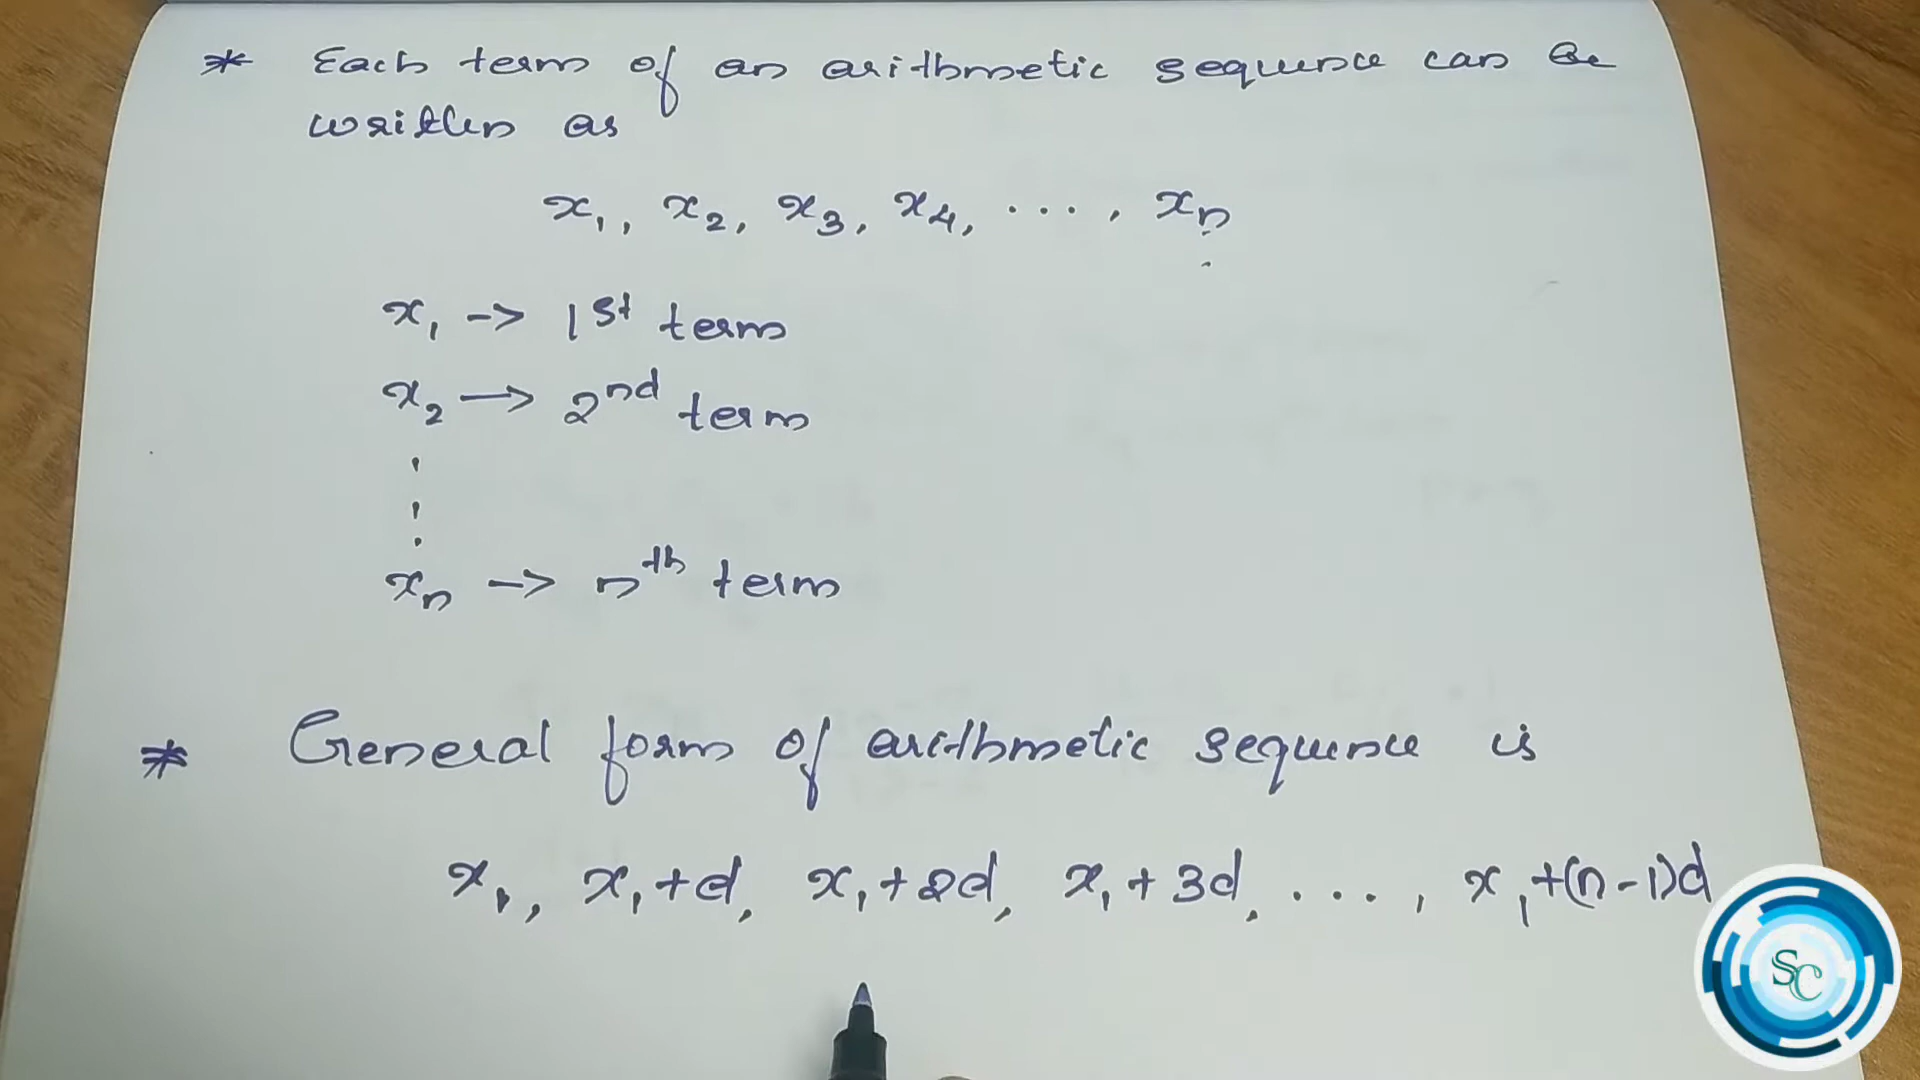 * Each term of an arithmetic sequence can be
written as
x₁, x₂, x₃, x₄, ...., xₙ
x₁ -> 1st term
x₂ -> 2nd term
xₙ -> nth term
* General form of arithmetic sequence is
x₁, x₁+d, x₁+2d, x₁+3d, ...., x₁+(n-1)d
SC